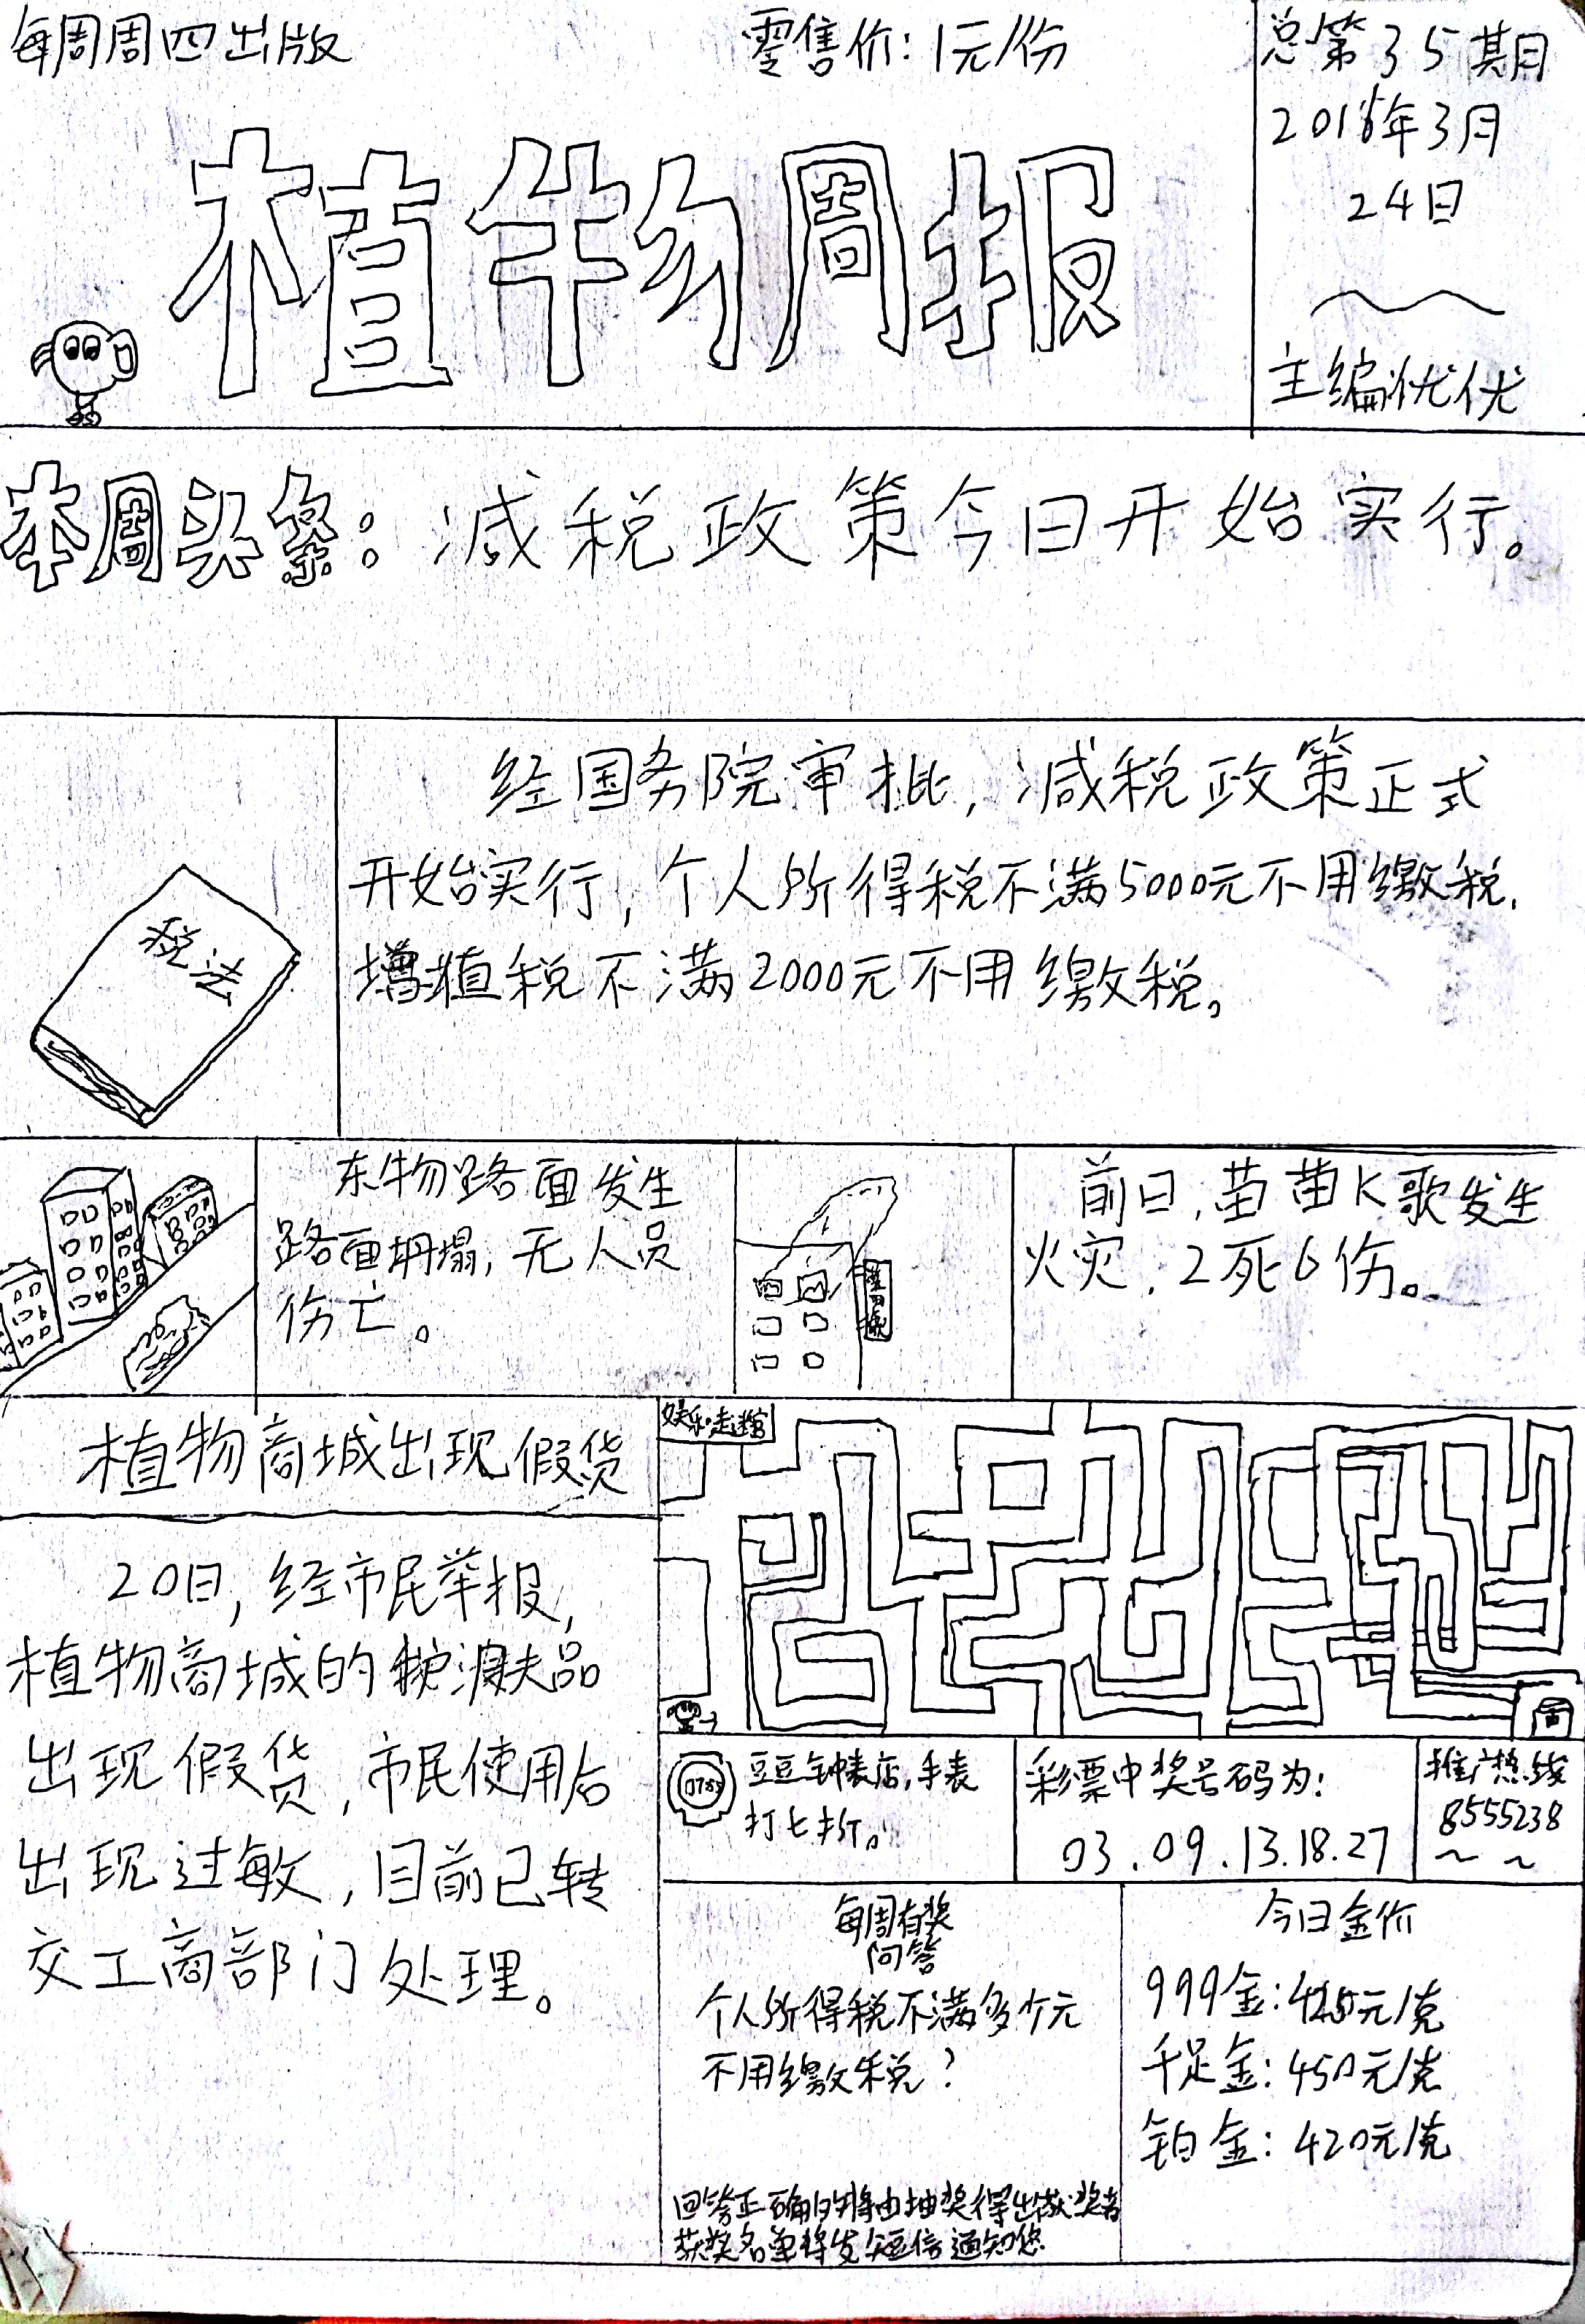 每周周四出版
零售价：1元/份
总第35期
2016年3月
24日
植物周报
主编优优
本周头条：减税政策今日开始实行。
经国务院审批，减税政策正式
开始实行，个人所得税不满5000元不用缴税.
增植税不满2000元不用缴税。
税法
东物路面发生
路面坍塌，无人员
伤亡。
前日，苗苗K歌发生
火灾，2死6伤。
植物商城出现假货
20日，经市民举报，
植物商城的护肤品
出现假货，市民使用后
出现过敏，目前已转
交工商部门处理。
娱乐·走迷宫
豆豆钟表店，手表
打七折。
彩票中奖号码为：
03.09.13.18.27
推广热线
8555238
~ ~
每周有奖
问答
个人所得税不满多少元
不用缴税？
回答正确的将由抽奖得出获奖者
获奖名单将发短信通知您
今日金价
999金：425元/克
千足金：450元/克
铂金：420元/克